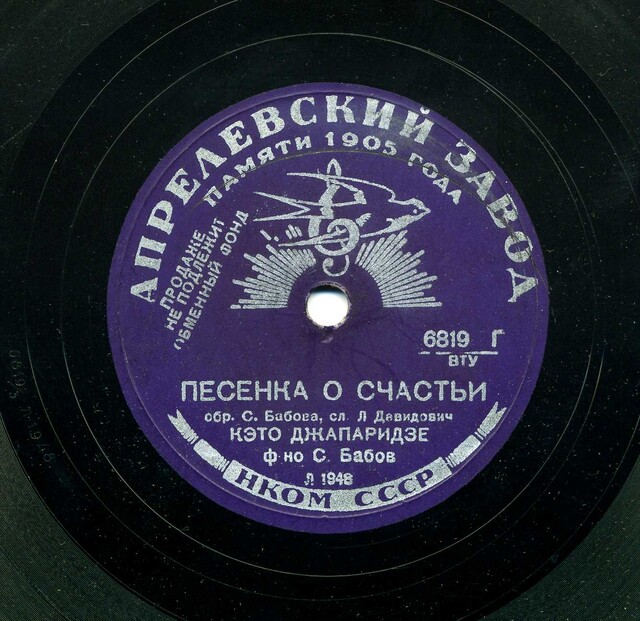 АПРЕЛЕВСКИЙ ЗАВОД
ПАМЯТИ 1905 ГОДА
ПРОДАЖЕ
НЕ ПОДЛЕЖИТ
ОБМЕННЫЙ ФОНД
6819 Г
ВТУ
ПЕСЕНКА О СЧАСТЬИ
обр. С. Бабова, сл. Л Давидович
КЭТО ДЖАПАРИДЗЕ
ф-но С. Бабов
Л 1948
НКОМ СССР